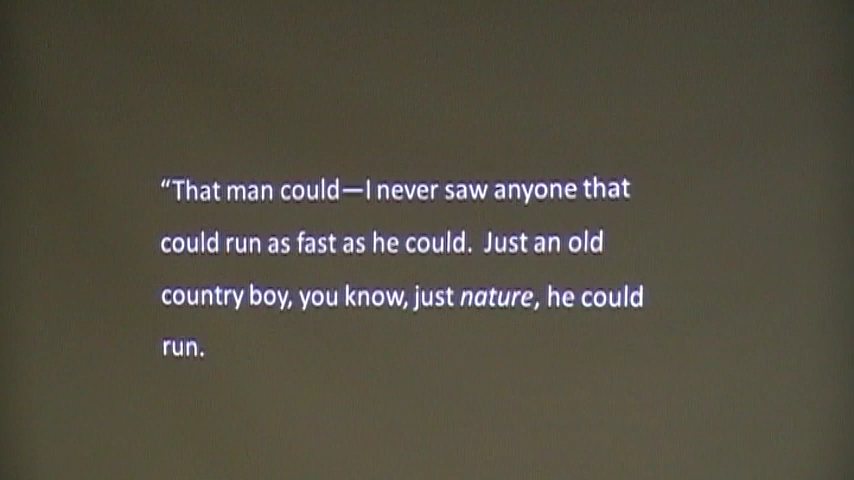 “That man could—I never saw anyone that
could run as fast as he could.  Just an old
country boy, you know, just nature, he could
run.